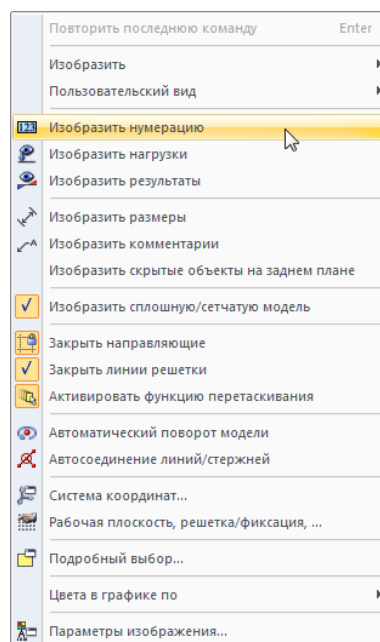 Повторить последнюю команду Enter
Изобразить
Пользовательский вид
123 Изобразить нумерацию
Изобразить нагрузки
Изобразить результаты
Изобразить размеры
A Изобразить комментарии
Изобразить скрытые объекты на заднем плане
Изобразить сплошную/сетчатую модель
Закрыть направляющие
Закрыть линии решетки
Активировать функцию перетаскивания
Автоматический поворот модели
Автосоединение линий/стержней
Система координат...
Рабочая плоскость, решетка/фиксация, ...
Подробный выбор...
Цвета в графике по
A Параметры изображения...